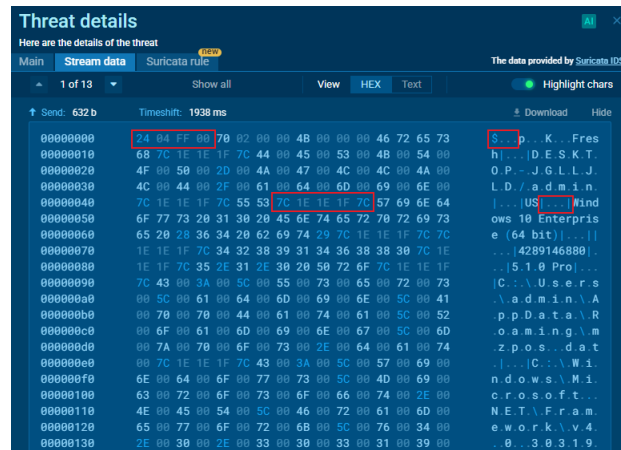 Threat details AI ×
Here are the details of the threat
new
Main Stream data Suricata rule The data provided by Suricata IDS
1 of 13 Show all View HEX Text Highlight chars
↑ Send: 632 b Timeshift: 1938 ms Download Hide
00000000 24 04 FF 00 70 02 00 00 4B 00 00 00 46 72 65 73 $...p...K...Fres
00000010 68 7C 1E 1E 1F 7C 44 00 45 00 53 00 4B 00 54 00 h|...|D.E.S.K.T.
00000020 4F 00 50 00 2D 00 4A 00 47 00 4C 00 4C 00 4A 00 O.P.-.J.G.L.L.J.
00000030 4C 00 44 00 2F 00 61 00 64 00 6D 00 69 00 6E 00 L.D./.a.d.m.i.n.
00000040 7C 1E 1E 1F 7C 55 53 7C 1E 1E 1F 7C 57 69 6E 64 |...|US|...|Wind
00000050 6F 77 73 20 31 30 20 45 6E 74 65 72 70 72 69 73 ows 10 Enterpris
00000060 65 20 28 36 34 20 62 69 74 29 7C 1E 1E 1F 7C 7C e (64 bit)|...||
00000070 1E 1E 1F 7C 34 32 38 39 31 34 36 38 38 30 7C 1E ...|4289146880|.
00000080 1E 1F 7C 35 2E 31 2E 30 20 50 72 6F 7C 1E 1E 1F ..|5.1.0 Pro|...
00000090 7C 43 00 3A 00 5C 00 55 00 73 00 65 00 72 00 73 |C.:.\.U.s.e.r.s
000000a0 00 5C 00 61 00 64 00 6D 00 69 00 6E 00 5C 00 41 .\.a.d.m.i.n.\.A
000000b0 00 70 00 70 00 44 00 61 00 74 00 61 00 5C 00 52 .p.p.D.a.t.a.\.R
000000c0 00 6F 00 61 00 6D 00 69 00 6E 00 67 00 5C 00 6D .o.a.m.i.n.g.\.m
000000d0 00 7A 00 70 00 6F 00 73 00 2E 00 64 00 61 00 74 .z.p.o.s...d.a.t
000000e0 00 7C 1E 1E 1F 7C 43 00 3A 00 5C 00 57 00 69 00 .|...|C.:.\.W.i.
000000f0 6E 00 64 00 6F 00 77 00 73 00 5C 00 4D 00 69 00 n.d.o.w.s.\.M.i.
00000100 63 00 72 00 6F 00 73 00 6F 00 66 00 74 00 2E 00 c.r.o.s.o.f.t...
00000110 4E 00 45 00 54 00 5C 00 46 00 72 00 61 00 6D 00 N.E.T.\.F.r.a.m.
00000120 65 00 77 00 6F 00 72 00 6B 00 5C 00 76 00 34 00 e.w.o.r.k.\.v.4.
00000130 2E 00 30 00 2E 00 33 00 30 00 33 00 31 00 39 00 ..0...3.0.3.1.9.